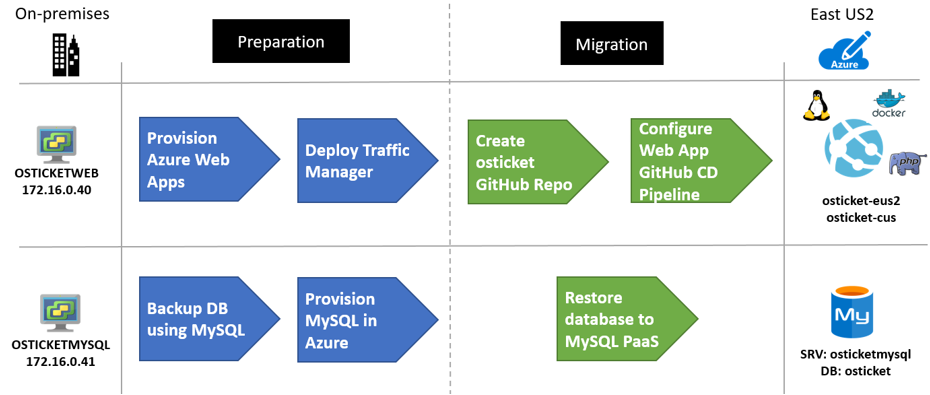 On-premises
Preparation
Migration
East US2
Azure
OSTICKETWEB
172.16.0.40
Provision
Azure Web
Apps
Deploy Traffic
Manager
Create
osticket
GitHub Repo
Configure
Web App
GitHub CD
Pipeline
docker
php
osticket-eus2
osticket-cus
OSTICKETMYSQL
172.16.0.41
Backup DB
using MySQL
Provision
MySQL in
Azure
Restore
database to
MySQL PaaS
My
SRV: osticketmysql
DB: osticket